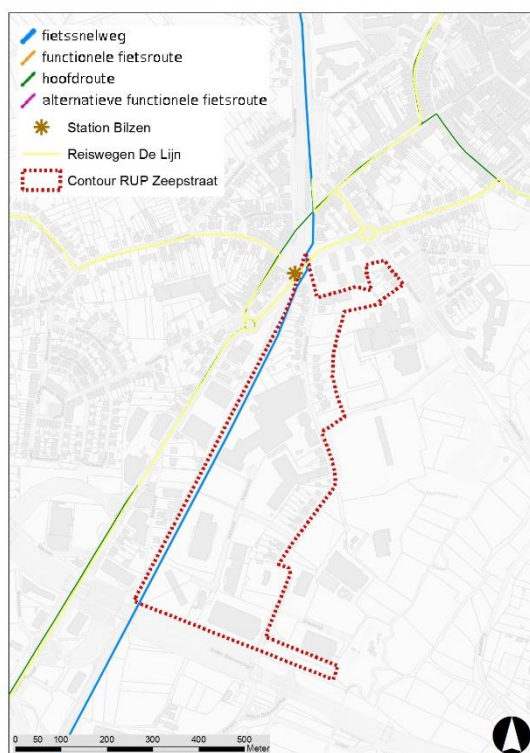 fietssnelweg
functionele fietsroute
hoofdroute
alternatieve functionele fietsroute
Station Bilzen
Reiswegen De Lijn
Contour RUP Zeepstraat
0 50 100 200 300 400 500
Meter